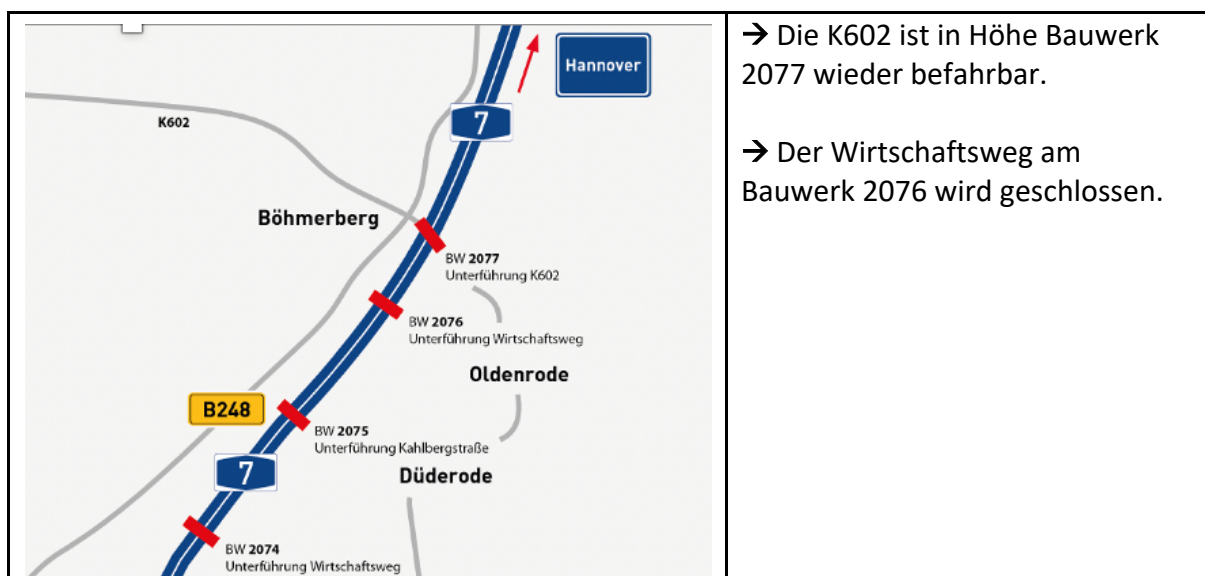 Hannover
7
K602
Böhmerberg
BW 2077
Unterführung K602
BW 2076
Unterführung Wirtschaftsweg
Oldenrode
B248
BW 2075
Unterführung Kahlbergstraße
7
Düderode
BW 2074
Unterführung Wirtschaftsweg
→ Die K602 ist in Höhe Bauwerk
2077 wieder befahrbar.
→ Der Wirtschaftsweg am
Bauwerk 2076 wird geschlossen.